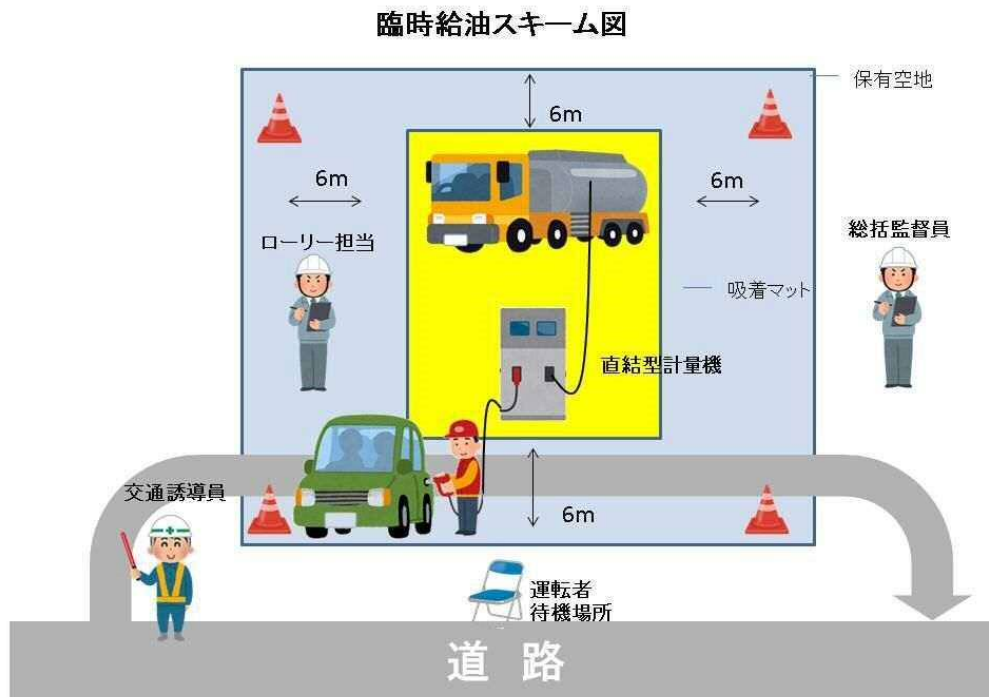 臨時給油スキーム図
保有空地
6m
6m
6m
ローリー担当
総括監督員
吸着マット
直結型計量機
交通誘導員
6m
運転者
待機場所
道 路